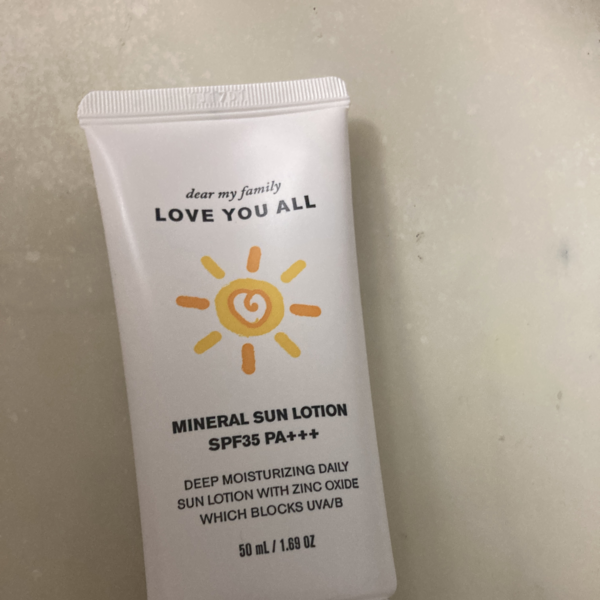 dear my family
LOVE YOU ALL
MINERAL SUN LOTION
SPF35 PA+++
DEEP MOISTURIZING DAILY
SUN LOTION WITH ZINC OXIDE
WHICH BLOCKS UVA/B
50 mL / 1.69 OZ